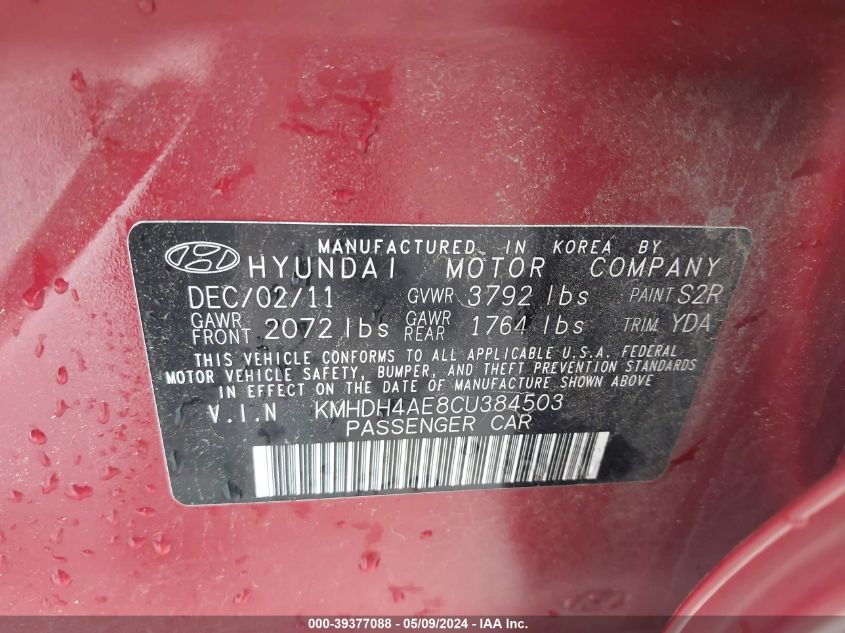 MANUFACTURED IN KOREA BY
HYUNDAI MOTOR COMPANY
DEC/02/11 GVWR 3792 lbs PAINT S2R
GAWR FRONT 2072 lbs GAWR REAR 1764 lbs TRIM YDA
THIS VEHICLE CONFORMS TO ALL APPLICABLE U.S.A. FEDERAL
MOTOR VEHICLE SAFETY, BUMPER, AND THEFT PREVENTION STANDARDS
IN EFFECT ON THE DATE OF MANUFACTURE SHOWN ABOVE
V.I.N KMHDH4AE8CU384503
PASSENGER CAR
000-39377088 - 05/09/2024 - IAA Inc.